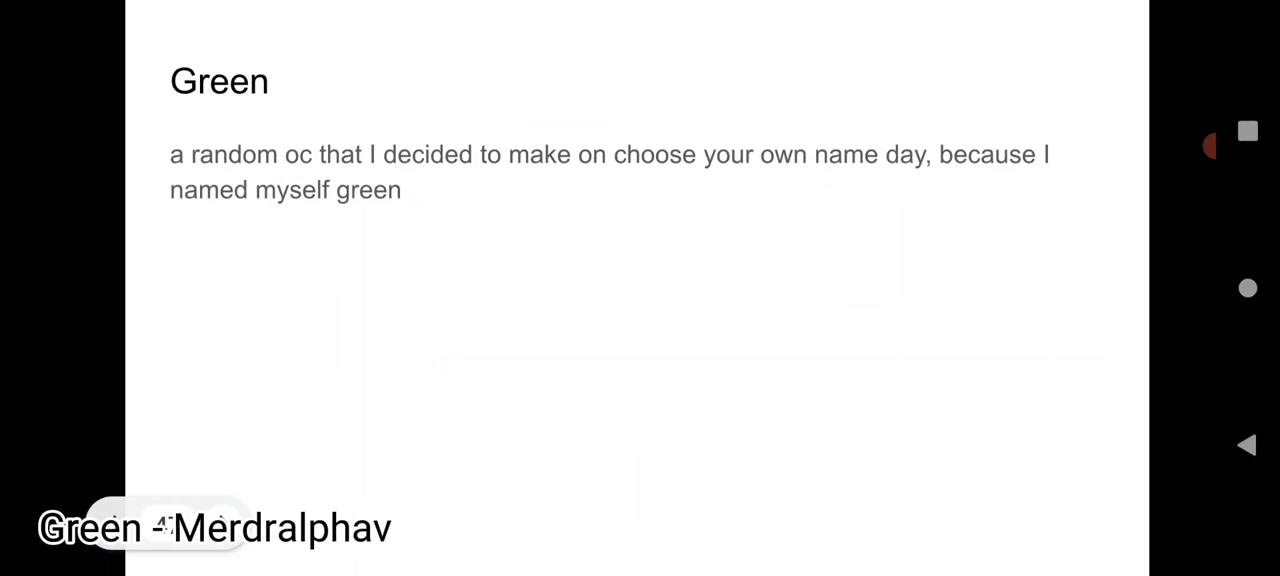 Green
a random oc that I decided to make on choose your own name day, because I
named myself green
Green - Merdralphav